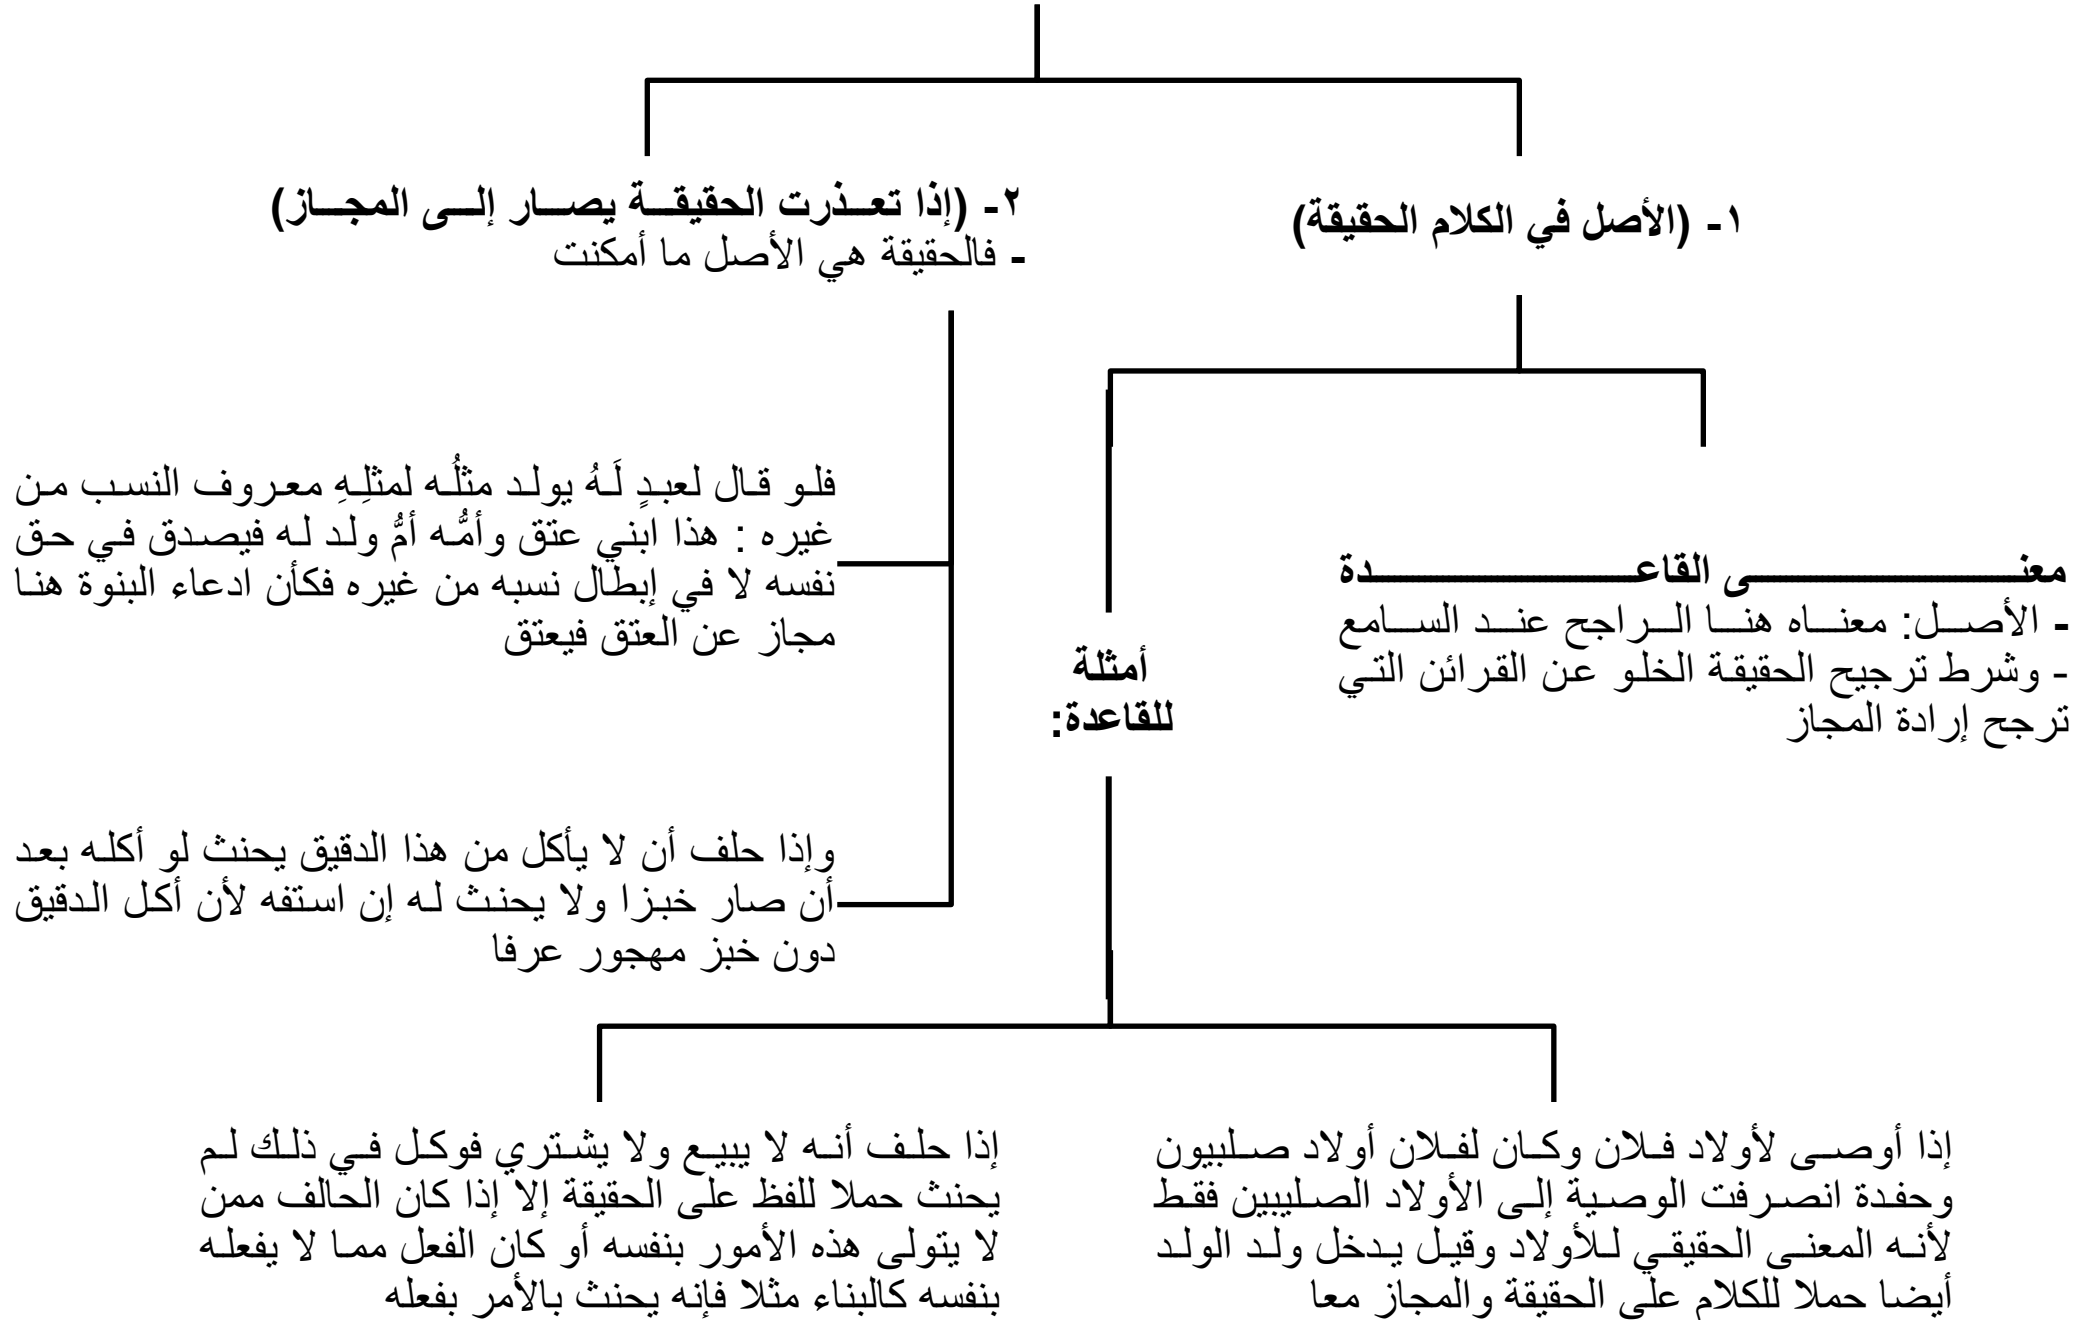 ١- (الأصل في الكلام الحقيقة)
٢- (إذا تعذرت الحقيقة يصار إلى المجاز)
- فالحقيقة هي الأصل ما أمكنت
معنى القاعدة
- الأصل: معناه هنا الراجح عند السامع
- وشرط ترجيح الحقيقة الخلو عن القرائن التي
ترجح إرادة المجاز
أمثلة
للقاعدة:
إذا أوصى لأولاد فلان وكان لفلان أولاد صلبيون
وحفدة انصرفت الوصية إلى الأولاد الصليبين فقط
لأنه المعنى الحقيقي للأولاد وقيل يدخل ولد الولد
أيضا حملا للكلام على الحقيقة والمجاز معا
إذا حلف أنه لا يبيع ولا يشتري فوكل في ذلك لم
يحنث حملا للفظ على الحقيقة إلا إذا كان الحالف ممن
لا يتولى هذه الأمور بنفسه أو كان الفعل مما لا يفعله
بنفسه كالبناء مثلا فإنه يحنث بالأمر بفعله
فلو قال لعبدٍ لَهُ يولد مثلُه لمثلِهِ معروف النسب من
غيره : هذا ابني عتق وأمُّه أمُّ ولد له فيصدق في حق
نفسه لا في إبطال نسبه من غيره فكأن ادعاء البنوة هنا
مجاز عن العتق فيعتق
وإذا حلف أن لا يأكل من هذا الدقيق يحنث لو أكله بعد
أن صار خبزا ولا يحنث له إن استفه لأن أكل الدقيق
دون خبز مهجور عرفا